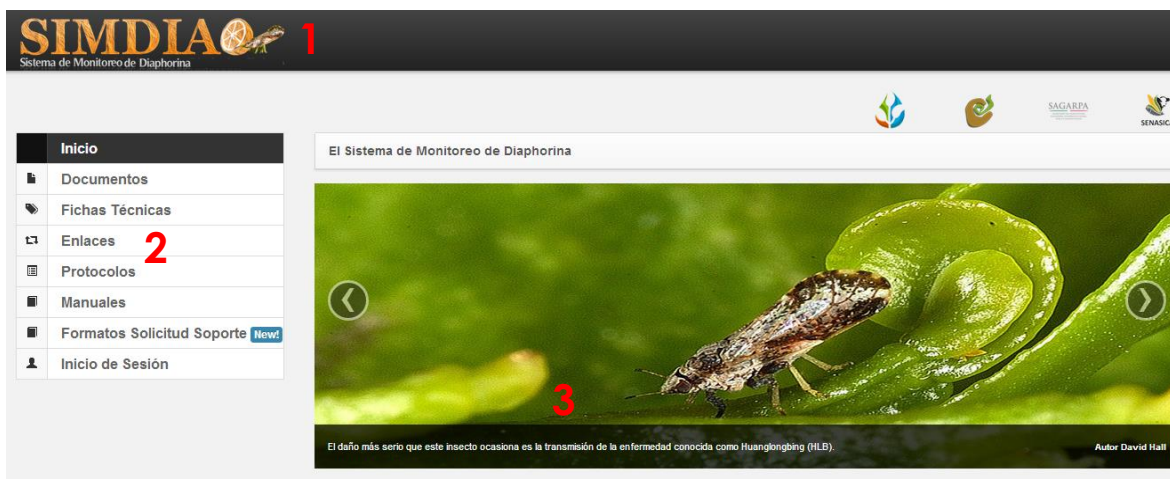 SIMDIA
Sistema de Monitoreo de Diaphorina
1
SAGARPA
SENASICA
Inicio
El Sistema de Monitoreo de Diaphorina
Documentos
Fichas Técnicas
Enlaces
2
Protocolos
Manuales
Formatos Solicitud Soporte New!
Inicio de Sesión
3
El daño más serio que este insecto ocasiona es la transmisión de la enfermedad conocida como Huanglongbing (HLB).
Autor David Hall